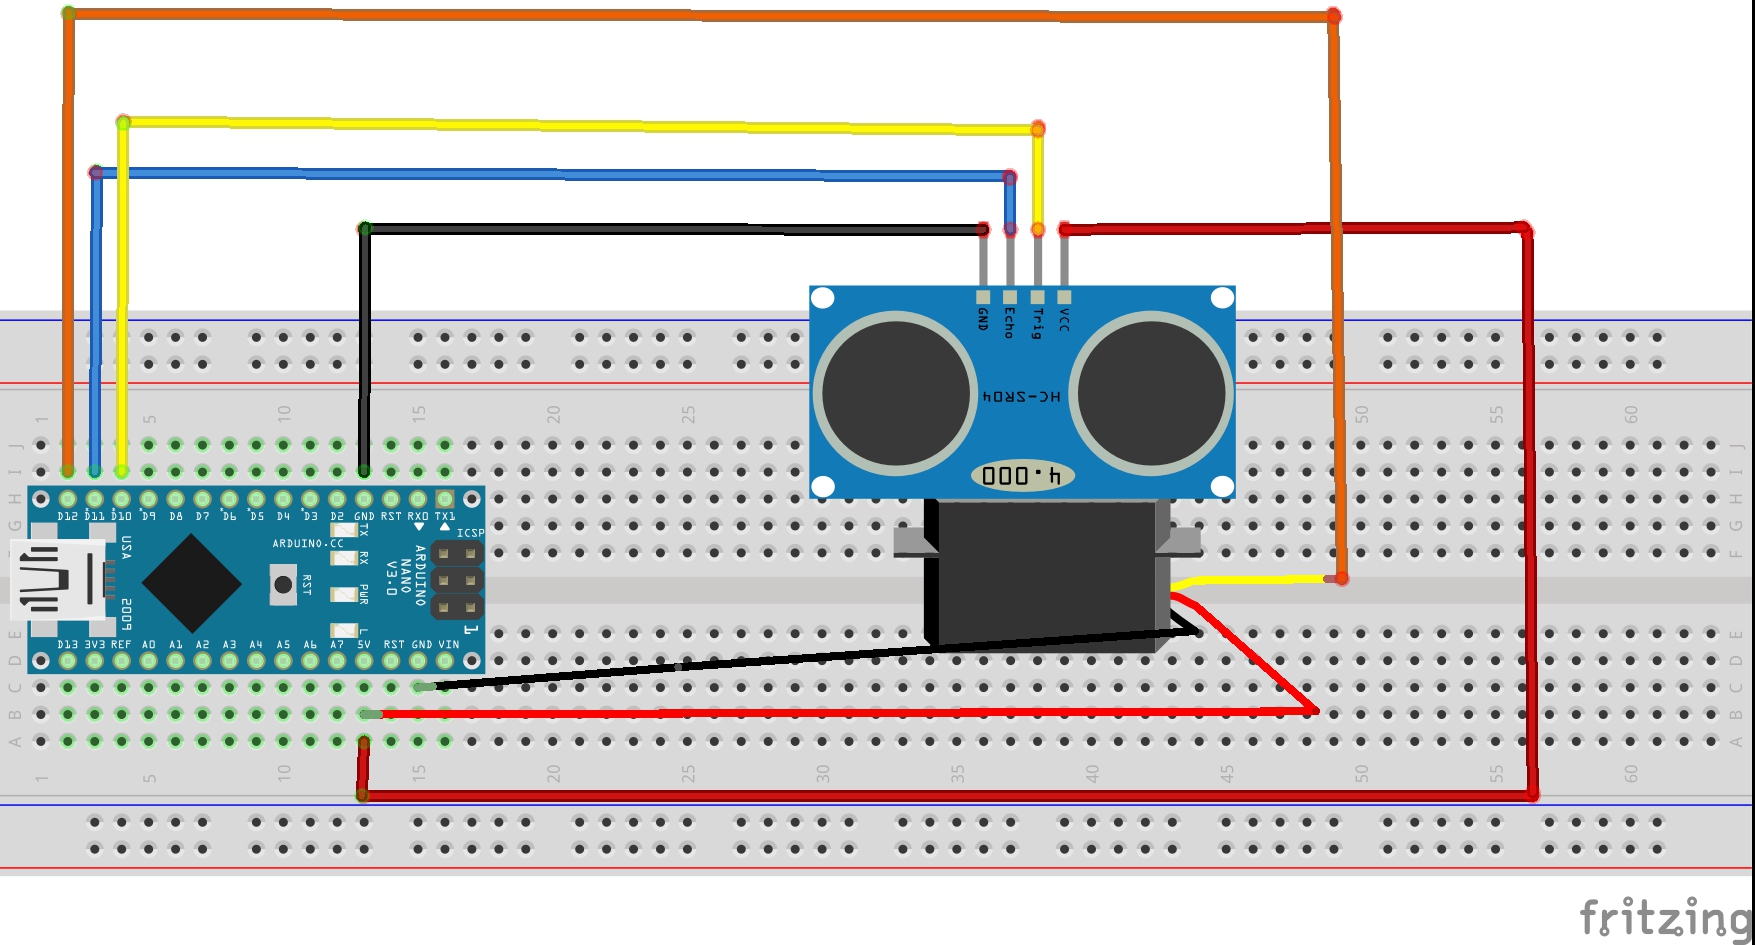 GND Echo Trig VCC
1 5 10 15 20 25 50 55 60
J J
I I
HC-SR04
4.000
H H
D12 D11 D10 D9 D8 D7 D6 D5 D4 D3 D2 GND RST RX0 TX1
G G
USA
ARDUINO.CC
TX
RX
PWR
L
RST
ARDUINO
NANO
V3.0
ICSP
1
F F
2009
E E
D13 3V3 REF A0 A1 A2 A3 A4 A5 A6 A7 5V RST GND VIN
D D
C C
B B
A A
1 5 10 15 20 25 30 35 40 45 50 55 60
fritzing